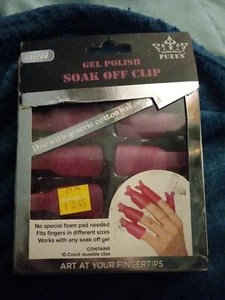 NEW
PUEEN
GEL POLISH
SOAK OFF CLIP
Use with generic cotton ball
No special foam pad needed
Fits fingers in different sizes
Works with any soak off gel
CONTAINS
10 Count reusable clips
ART AT YOUR FINGERTIPS